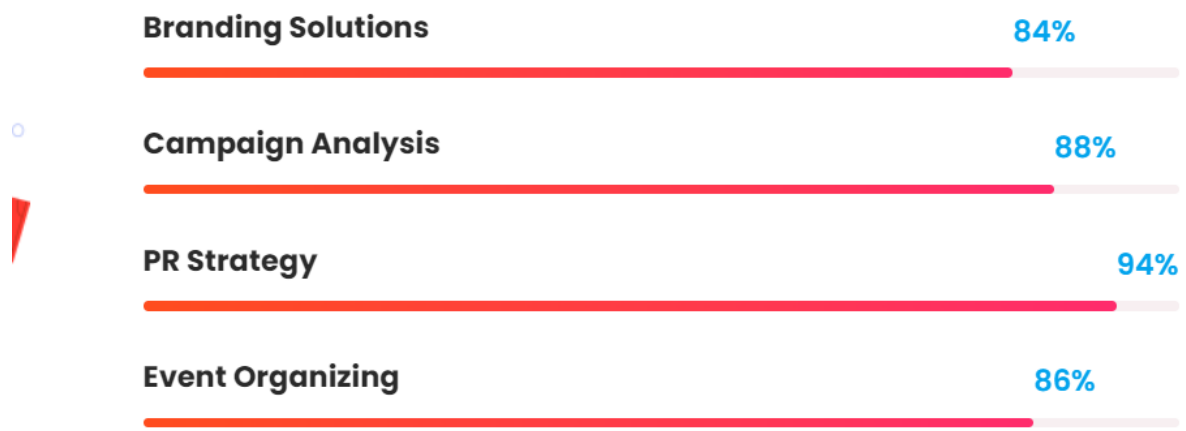 Branding Solutions
84%
Campaign Analysis
88%
PR Strategy
94%
Event Organizing
86%